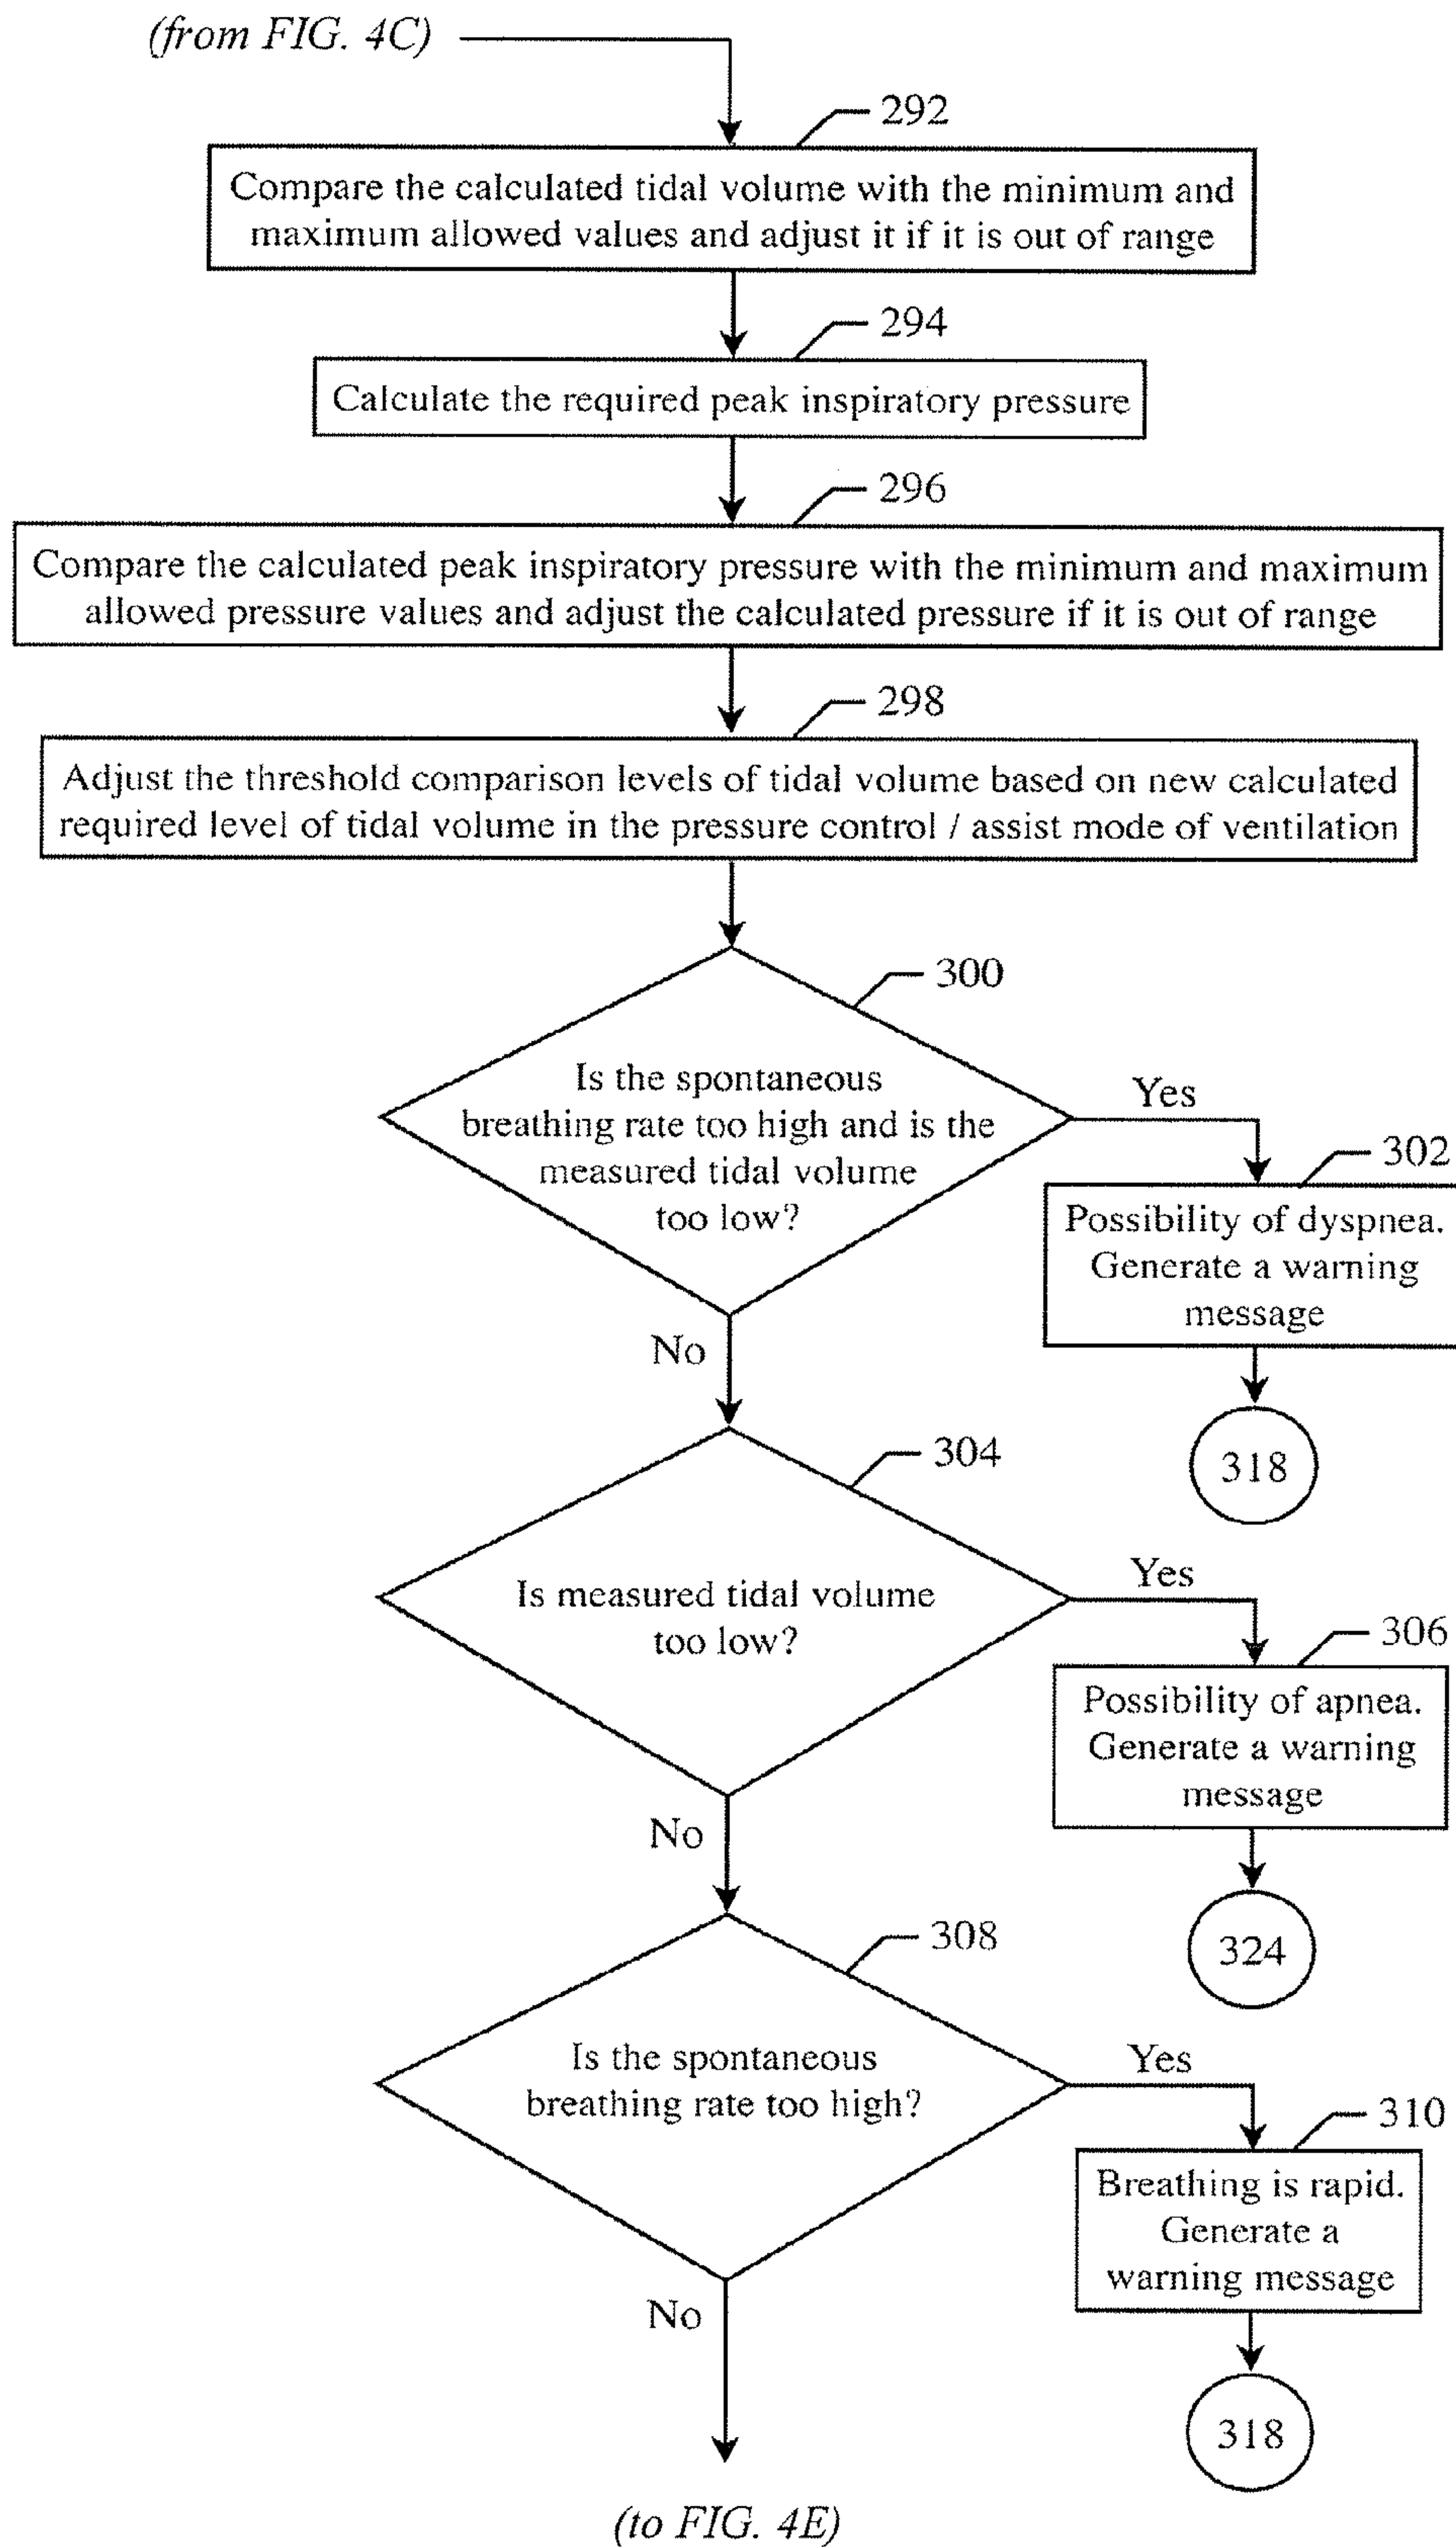 (from FIG. 4C)
292
Compare the calculated tidal volume with the minimum and
maximum allowed values and adjust it if it is out of range
294
Calculate the required peak inspiratory pressure
296
Compare the calculated peak inspiratory pressure with the minimum and maximum
allowed pressure values and adjust the calculated pressure if it is out of range
298
Adjust the threshold comparison levels of tidal volume based on new calculated
required level of tidal volume in the pressure control / assist mode of ventilation
300
Is the spontaneous
breathing rate too high and is the
measured tidal volume
too low?
Yes
302
Possibility of dyspnea.
Generate a warning
message
318
No
304
Is measured tidal volume
too low?
Yes
306
Possibility of apnea.
Generate a warning
message
324
No
308
Is the spontaneous
breathing rate too high?
Yes
310
Breathing is rapid.
Generate a
warning message
318
No
(to FIG. 4E)